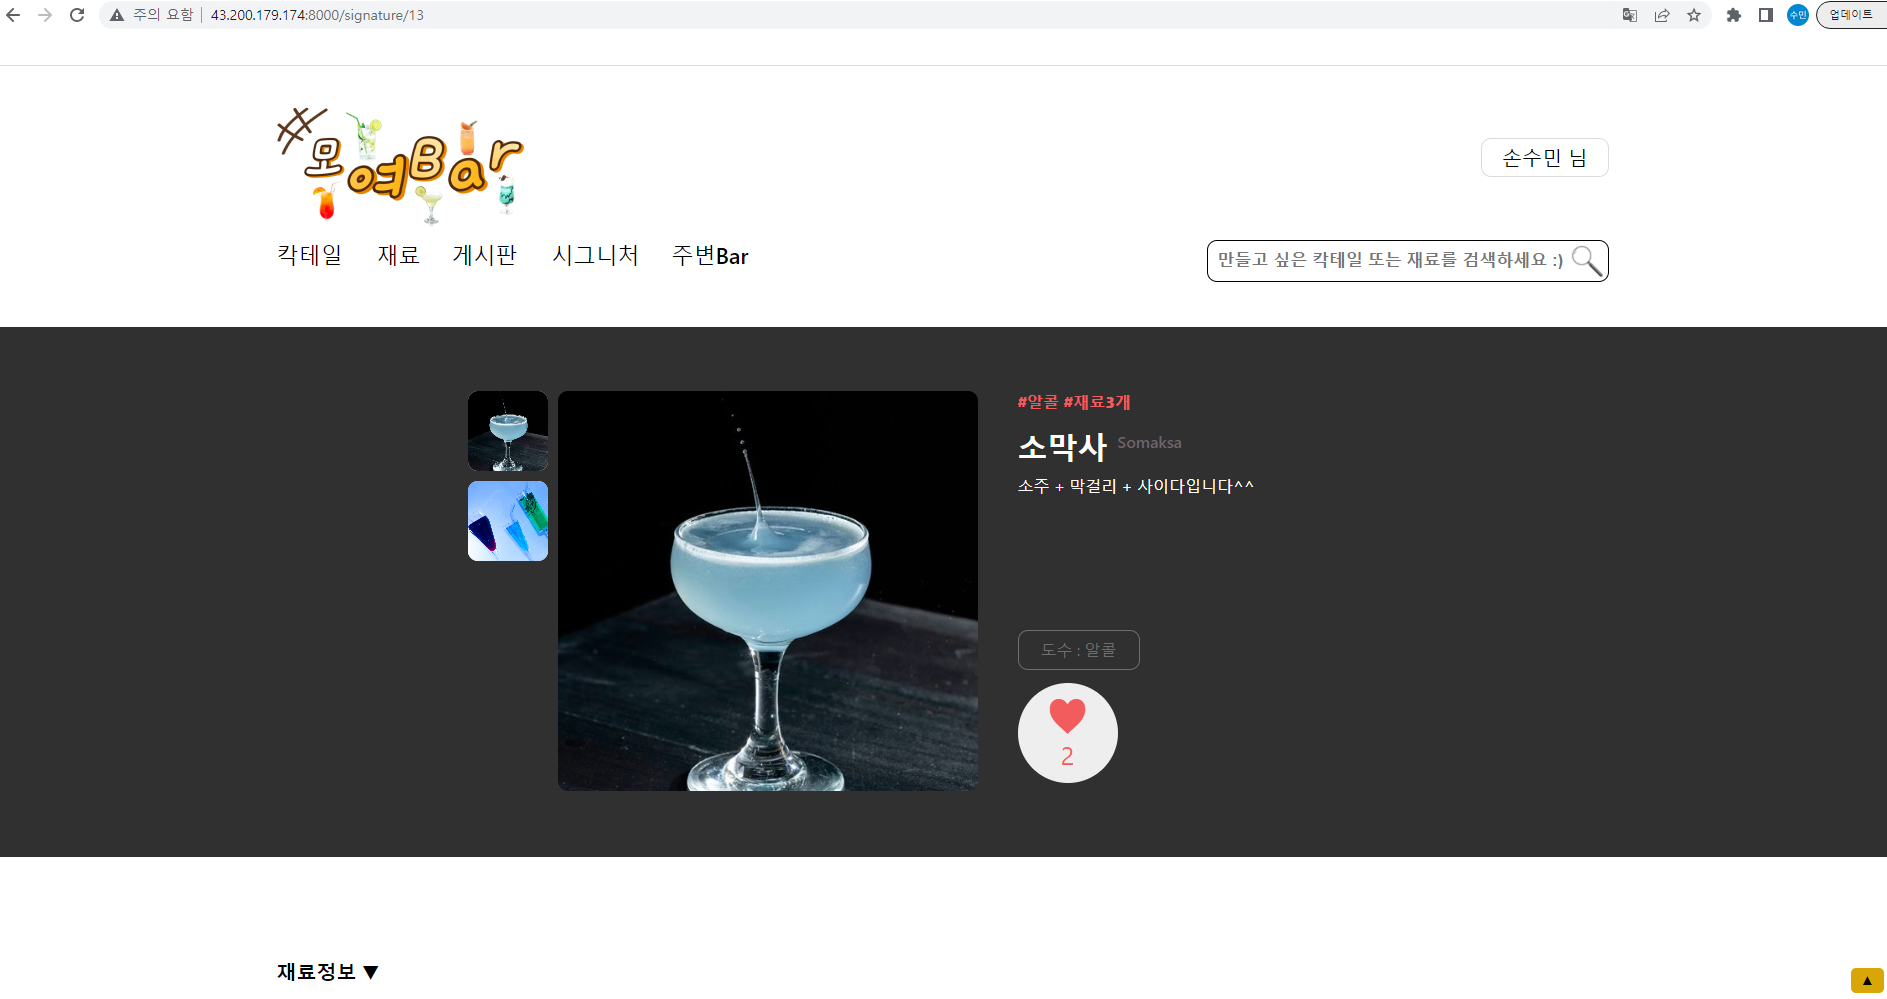 주의 요함 43.200.179.174:8000/signature/13
수민 업데이트
#모여Bar
손수민 님
칵테일 재료 게시판 시그니처 주변Bar
만들고 싶은 칵테일 또는 재료를 검색하세요 :)
#알콜 #재료3개
소막사 Somaksa
소주 + 막걸리 + 사이다입니다^^
도수 : 알콜
2
재료정보 ▼
▲